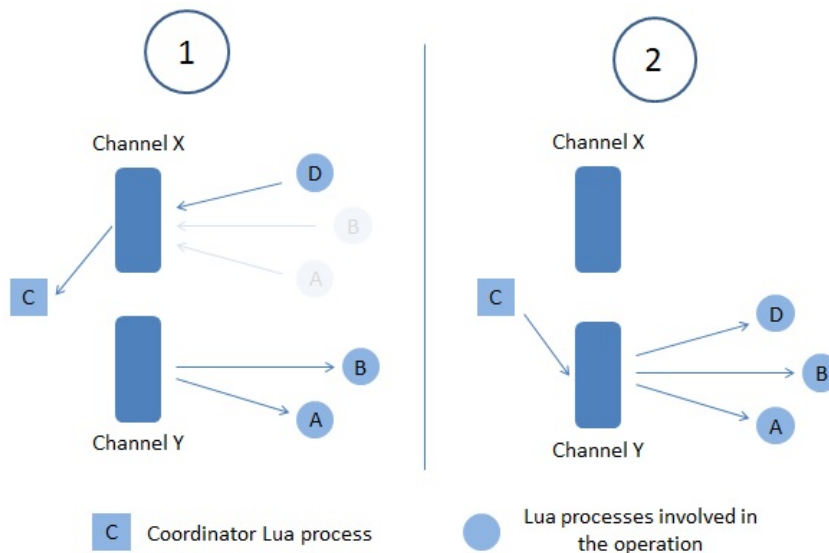 1
2
Channel X
Channel X
D
B
A
C
C
D
B
B
A
A
Channel Y
Channel Y
C Coordinator Lua process
Lua processes involved in
the operation